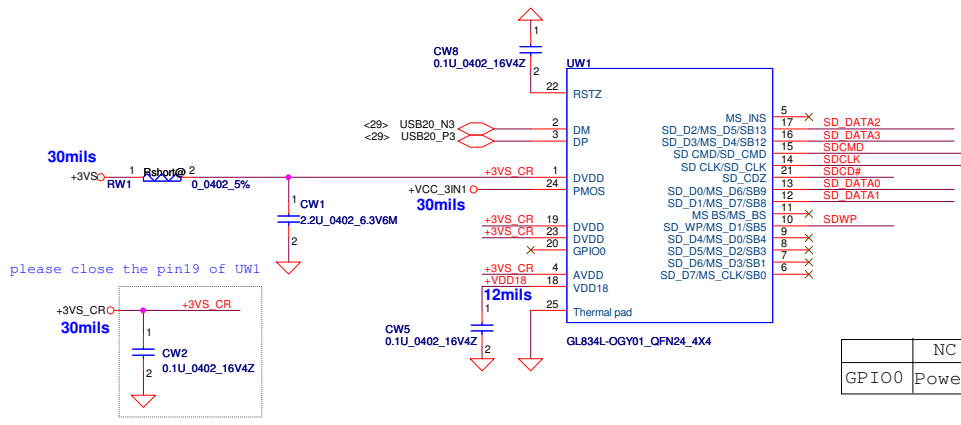 1
CW8
0.1U_0402_16V4Z
2
UW1
22 RSTZ
<29> USB20_N3 2 DM
<29> USB20_P3 3 DP
MS_INS 5
SD_D2/MS_D5/SB13 17 SD_DATA2
SD_D3/MS_D4/SB12 16 SD_DATA3
SD CMD/SD_CMD 15 SDCMD
SD CLK/SD_CLK 14 SDCLK
SD_CDZ 21 SDCD#
SD_D0/MS_D6/SB9 13 SD_DATA0
SD_D1/MS_D7/SB8 12 SD_DATA1
MS BS/MS_BS 11
SD_WP/MS_D1/SB5 10 SDWP
SD_D4/MS_D0/SB4 9
SD_D5/MS_D2/SB3 8
SD_D6/MS_D3/SB1 7
SD_D7/MS_CLK/SB0 6
30mils
+3VS 1 Rshort@ 2
RW1 0_0402_5%
+3VS_CR 1 DVDD
+VCC_3IN1 24 PMOS
30mils
1
CW1
2.2U_0402_6.3V6M
2
+3VS_CR 19 DVDD
+3VS_CR 23 DVDD
20 GPIO0
+3VS_CR 4 AVDD
+VDD18 18 VDD18
12mils
25 Thermal pad
1
CW5
0.1U_0402_16V4Z
2
GL834L-OGY01_QFN24_4X4
please close the pin19 of UW1
+3VS_CR +3VS_CR
30mils
1
CW2
0.1U_0402_16V4Z
2
NC
GPIO0 Powe